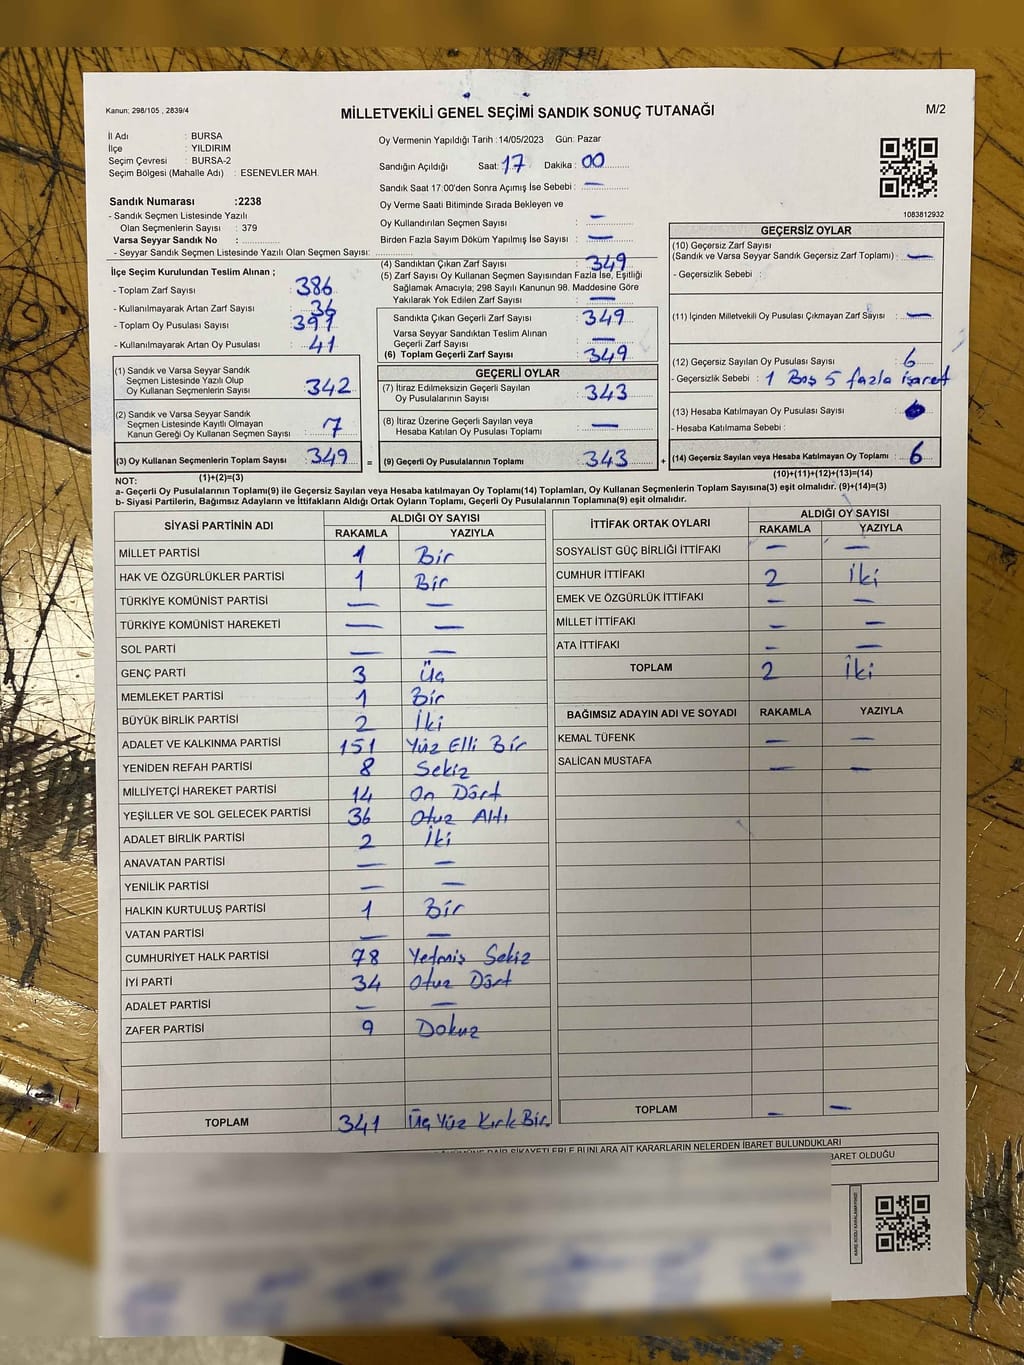 Kanun; 298/105 , 2839/4
MİLLETVEKİLİ GENEL SEÇİMİ SANDIK SONUÇ TUTANAĞI
M/2
İl Adı : BURSA
İlçe : YILDIRIM
Seçim Çevresi : BURSA-2
Seçim Bölgesi (Mahalle Adı) : ESENEVLER MAH.
Sandık Numarası :2238
- Sandık Seçmen Listesinde Yazılı
Olan Seçmenlerin Sayısı : 379
Varsa Seyyar Sandık No :
- Seyyar Sandık Seçmen Listesinde Yazılı Olan Seçmen Sayısı:
Oy Vermenin Yapıldığı Tarih :14/05/2023 Gün: Pazar
Sandığın Açıldığı Saat: 17 Dakika : 00
Sandık Saat 17:00'den Sonra Açımış İse Sebebi : —
Oy Verme Saati Bitiminde Sırada Bekleyen ve
Oy Kullandırılan Seçmen Sayısı —
Birden Fazla Sayım Döküm Yapılmış İse Sayısı : —
1083812932
İlçe Seçim Kurulundan Teslim Alınan ;
- Toplam Zarf Sayısı : 386
- Kullanılmayarak Artan Zarf Sayısı : 36
- Toplam Oy Pusulası Sayısı :
- Kullanılmayarak Artan Oy Pusulası : 41
(1) Sandık ve Varsa Seyyar Sandık
Seçmen Listesinde Yazılı Olup
Oy Kullanan Seçmenlerin Sayısı : 342
(2) Sandık ve Varsa Seyyar Sandık
Seçmen Listesinde Kayıtlı Olmayan
Kanun Gereği Oy Kullanan Seçmen Sayısı : 7
(3) Oy Kullanan Seçmenlerin Toplam Sayısı : 349
(1)+(2)=(3)
(4) Sandıktan Çıkan Zarf Sayısı : 349
(5) Zarf Sayısı Oy Kullanan Seçmen Sayısından Fazla İse, Eşitliği
Sağlamak Amacıyla; 298 Sayılı Kanunun 98. Maddesine Göre
Yakılarak Yok Edilen Zarf Sayısı : —
Sandıkta Çıkan Geçerli Zarf Sayısı : 349
Varsa Seyyar Sandıktan Teslim Alınan
Geçerli Zarf Sayısı : —
(6) Toplam Geçerli Zarf Sayısı : 349
GEÇERLİ OYLAR
(7) İtiraz Edilmeksizin Geçerli Sayılan
Oy Pusulalarının Sayısı : 343
(8) İtiraz Üzerine Geçerli Sayılan veya
Hesaba Katılan Oy Pusulası Toplamı : —
= (9) Geçerli Oy Pusulalarının Toplamı : 343 +
GEÇERSİZ OYLAR
(10) Geçersiz Zarf Sayısı
(Sandık ve Varsa Seyyar Sandık Geçersiz Zarf Toplamı) : —
- Geçersizlik Sebebi :
(11) İçinden Milletvekili Oy Pusulası Çıkmayan Zarf Sayısı : —
(12) Geçersiz Sayılan Oy Pusulası Sayısı : 6
- Geçersizlik Sebebi : 1 Boş 5 fazla işaret
(13) Hesaba Katılmayan Oy Pusulası Sayısı :
- Hesaba Katılmama Sebebi :
(14) Geçersiz Sayılan veya Hesaba Katılmayan Oy Toplamı : 6
(10)+(11)+(12)+(13)=(14)
NOT:
a- Geçerli Oy Pusulalarının Toplamı(9) ile Geçersiz Sayılan veya Hesaba katılmayan Oy Toplamı(14) Toplamları, Oy Kullanan Seçmenlerin Toplam Sayısına(3) eşit olmalıdır. (9)+(14)=(3)
b- Siyasi Partilerin, Bağımsız Adayların ve İttifakların Aldığı Ortak Oyların Toplamı, Geçerli Oy Pusulalarının Toplamına(9) eşit olmalıdır.
SİYASİ PARTİNİN ADI
ALDIĞI OY SAYISI
RAKAMLA YAZIYLA
MİLLET PARTİSİ 1 Bir
HAK VE ÖZGÜRLÜKLER PARTİSİ 1 Bir
TÜRKİYE KOMÜNİST PARTİSİ — —
TÜRKİYE KOMÜNİST HAREKETİ — —
SOL PARTİ — —
GENÇ PARTİ 3 Üç
MEMLEKET PARTİSİ 1 Bir
BÜYÜK BİRLİK PARTİSİ 2 İki
ADALET VE KALKINMA PARTİSİ 151 Yüz Elli Bir
YENİDEN REFAH PARTİSİ 8 Sekiz
MİLLİYETÇİ HAREKET PARTİSİ 14 On Dört
YEŞİLLER VE SOL GELECEK PARTİSİ 36 Otuz Altı
ADALET BİRLİK PARTİSİ 2 İki
ANAVATAN PARTİSİ — —
YENİLİK PARTİSİ — —
HALKIN KURTULUŞ PARTİSİ 1 Bir
VATAN PARTİSİ — —
CUMHURİYET HALK PARTİSİ 78 Yetmiş Sekiz
İYİ PARTİ 34 Otuz Dört
ADALET PARTİSİ — —
ZAFER PARTİSİ 9 Dokuz
TOPLAM 341 Üç Yüz Kırk Bir
İTTİFAK ORTAK OYLARI
ALDIĞI OY SAYISI
RAKAMLA YAZIYLA
SOSYALİST GÜÇ BİRLİĞİ İTTİFAKI — —
CUMHUR İTTİFAKI 2 İki
EMEK VE ÖZGÜRLÜK İTTİFAKI — —
MİLLET İTTİFAKI — —
ATA İTTİFAKI — —
TOPLAM 2 İki
BAĞIMSIZ ADAYIN ADI VE SOYADI RAKAMLA YAZIYLA
KEMAL TÜFENK — —
SALİCAN MUSTAFA — —
TOPLAM — —
DAİR ŞİKAYETLERLE BUNLARA AİT KARARLARIN NELERDEN İBARET BULUNDUKLARI
BARET OLDUĞU